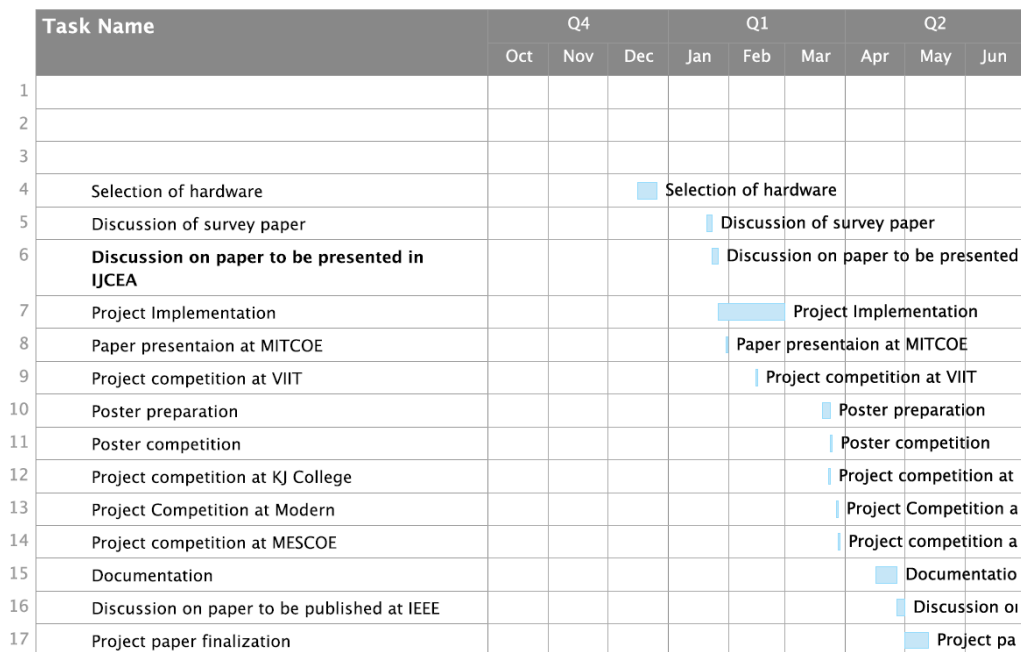 Task Name Q4 Q1 Q2
Oct Nov Dec Jan Feb Mar Apr May Jun
1
2
3
4 Selection of hardware Selection of hardware
5 Discussion of survey paper Discussion of survey paper
6 Discussion on paper to be presented in Discussion on paper to be presented
IJCEA
7 Project Implementation Project Implementation
8 Paper presentaion at MITCOE Paper presentaion at MITCOE
9 Project competition at VIIT Project competition at VIIT
10 Poster preparation Poster preparation
11 Poster competition Poster competition
12 Project competition at KJ College Project competition at
13 Project Competition at Modern Project Competition a
14 Project competition at MESCOE Project competition a
15 Documentation Documentatio
16 Discussion on paper to be published at IEEE Discussion o
17 Project paper finalization Project pa